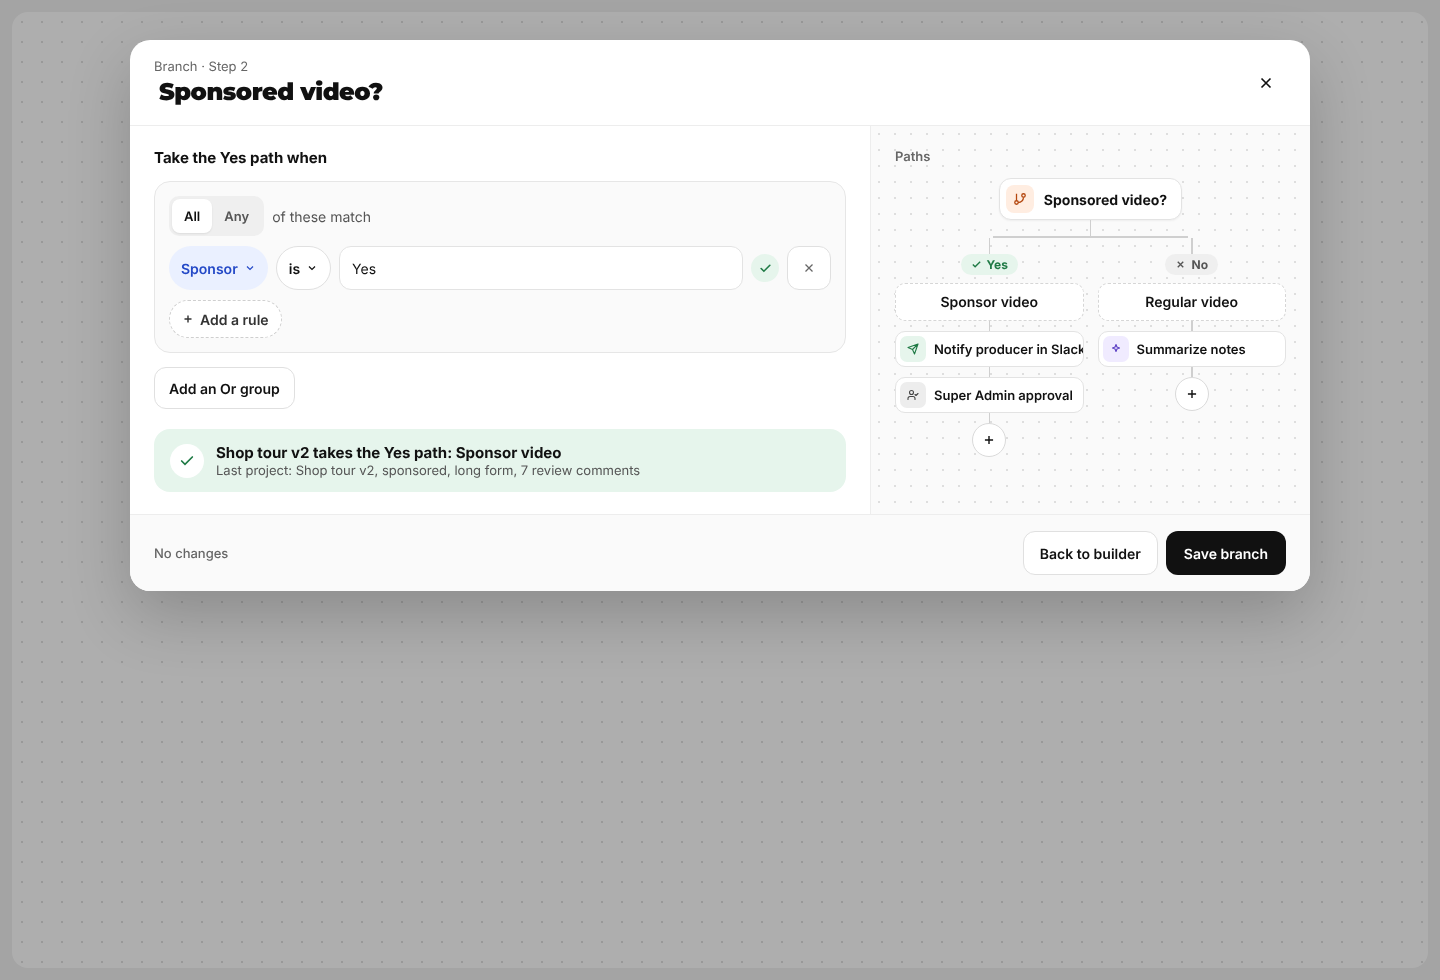 Branch · Step 2
Sponsored video?
Take the Yes path when
All Any of these match
Sponsor is Yes
+ Add a rule
Add an Or group
Shop tour v2 takes the Yes path: Sponsor video
Last project: Shop tour v2, sponsored, long form, 7 review comments
Paths
Sponsored video?
Yes No
Sponsor video Regular video
Notify producer in Slack Summarize notes
Super Admin approval
No changes
Back to builder Save branch